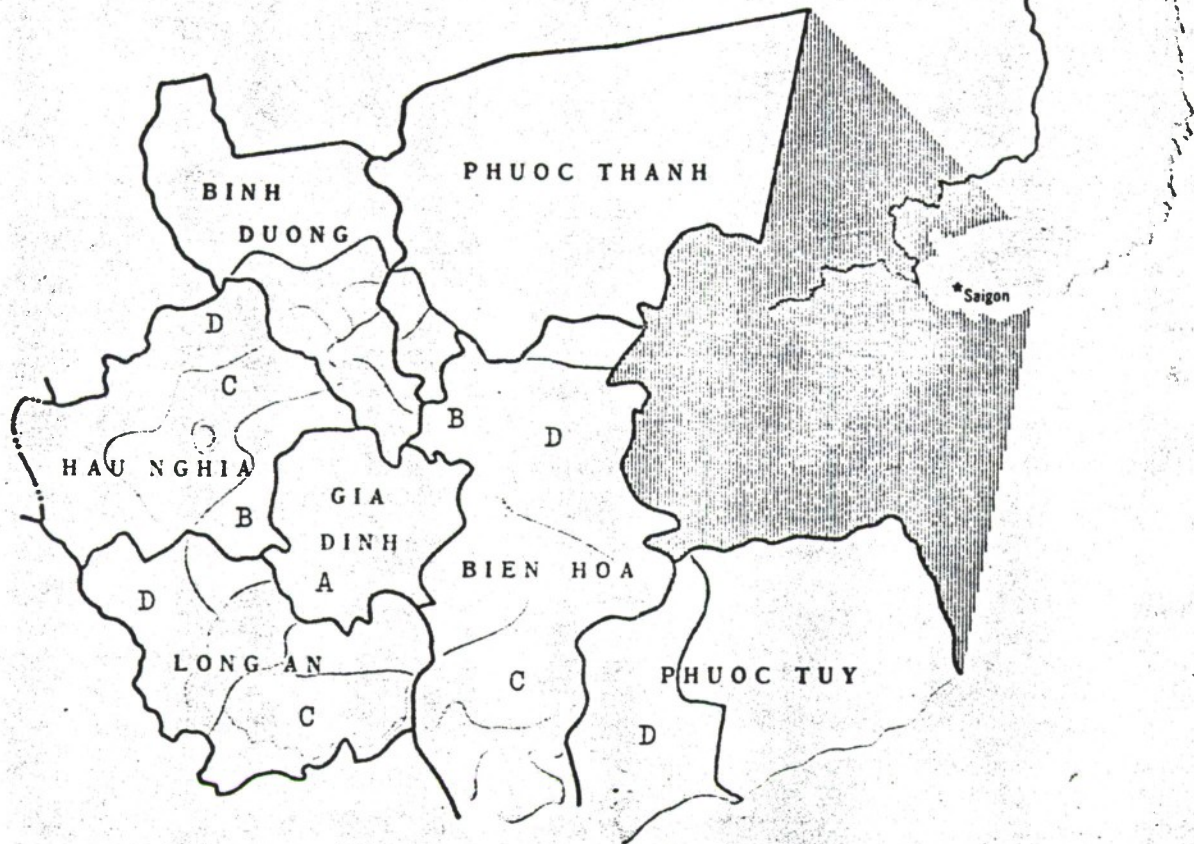 PHUOC THANH
BINH
DUONG
*Saigon
D
C
B
D
HAU NGHIA
GIA
B
DINH
BIEN HOA
A
D
LONG AN
PHUOC TUY
C
C
D